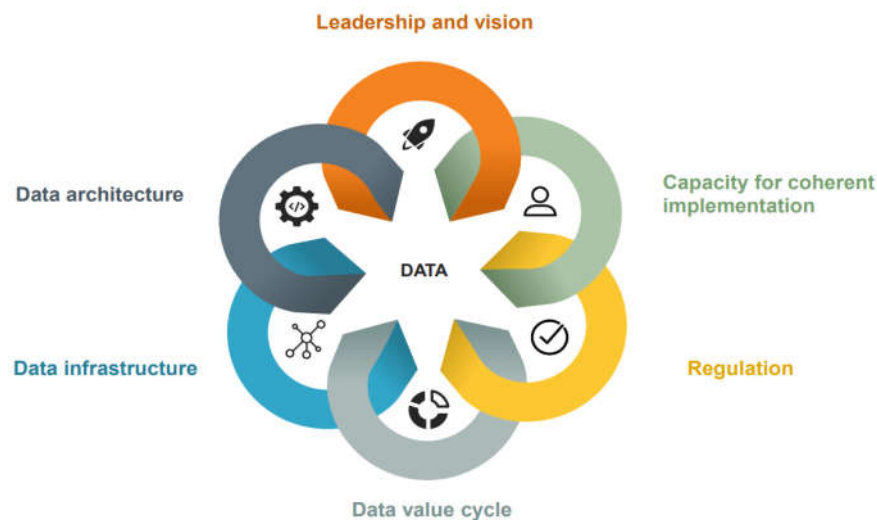 Leadership and vision
Data architecture
Capacity for coherent
implementation
</>
DATA
Data infrastructure
Regulation
Data value cycle